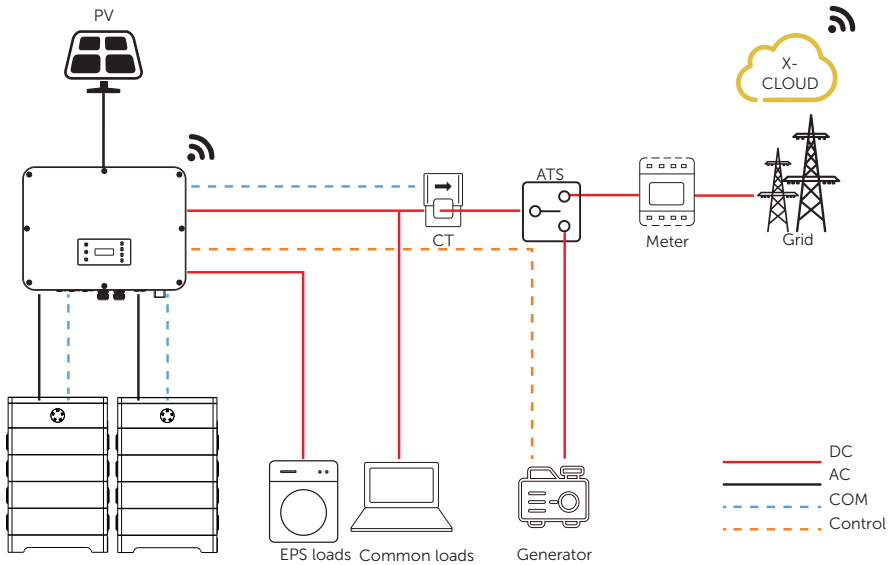 PV
X-
CLOUD
ATS
CT
Meter
Grid
EPS loads
Common loads
Generator
DC
AC
COM
Control